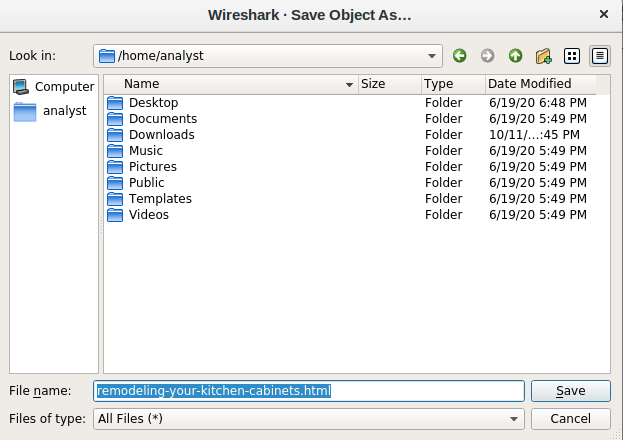 Wireshark · Save Object As...
Look in: /home/analyst
Computer
analyst
Name Size Type Date Modified
Desktop Folder 6/19/20 6:48 PM
Documents Folder 6/19/20 5:49 PM
Downloads Folder 10/11/...:45 PM
Music Folder 6/19/20 5:49 PM
Pictures Folder 6/19/20 5:49 PM
Public Folder 6/19/20 5:49 PM
Templates Folder 6/19/20 5:49 PM
Videos Folder 6/19/20 5:49 PM
File name: remodeling-your-kitchen-cabinets.html Save
Files of type: All Files (*) Cancel